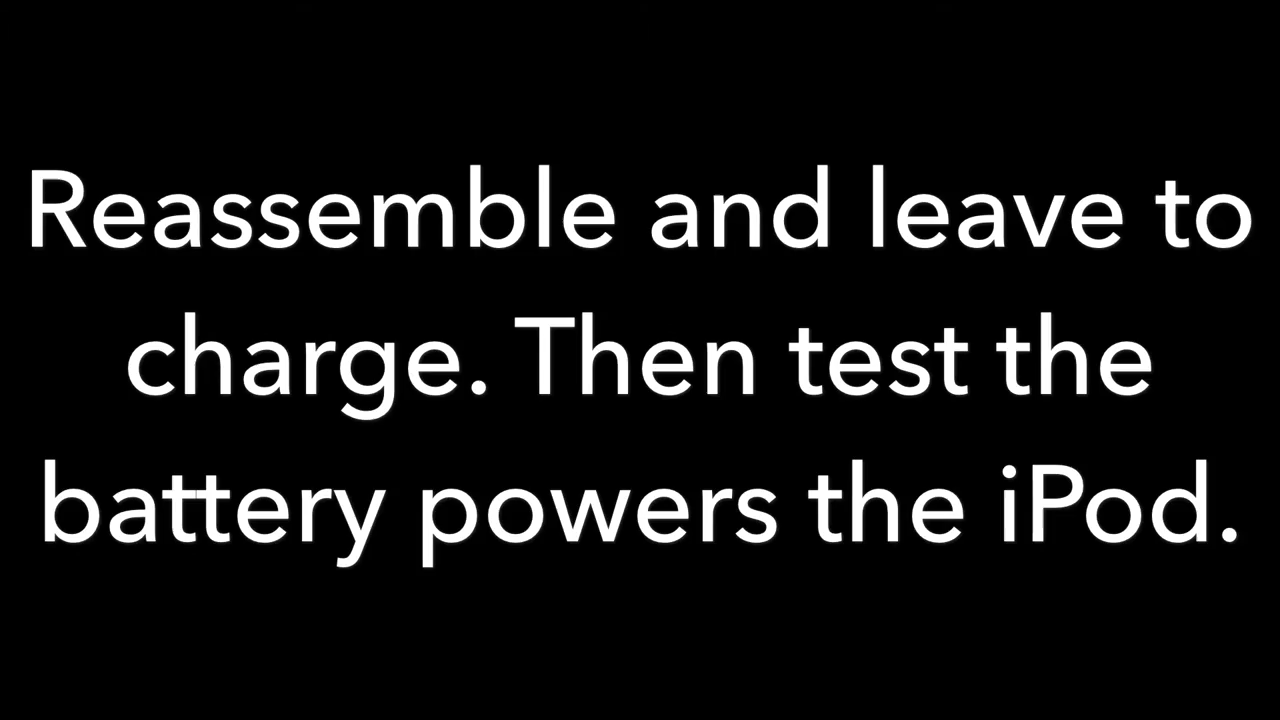 Reassemble and leave to
charge. Then test the
battery powers the iPod.